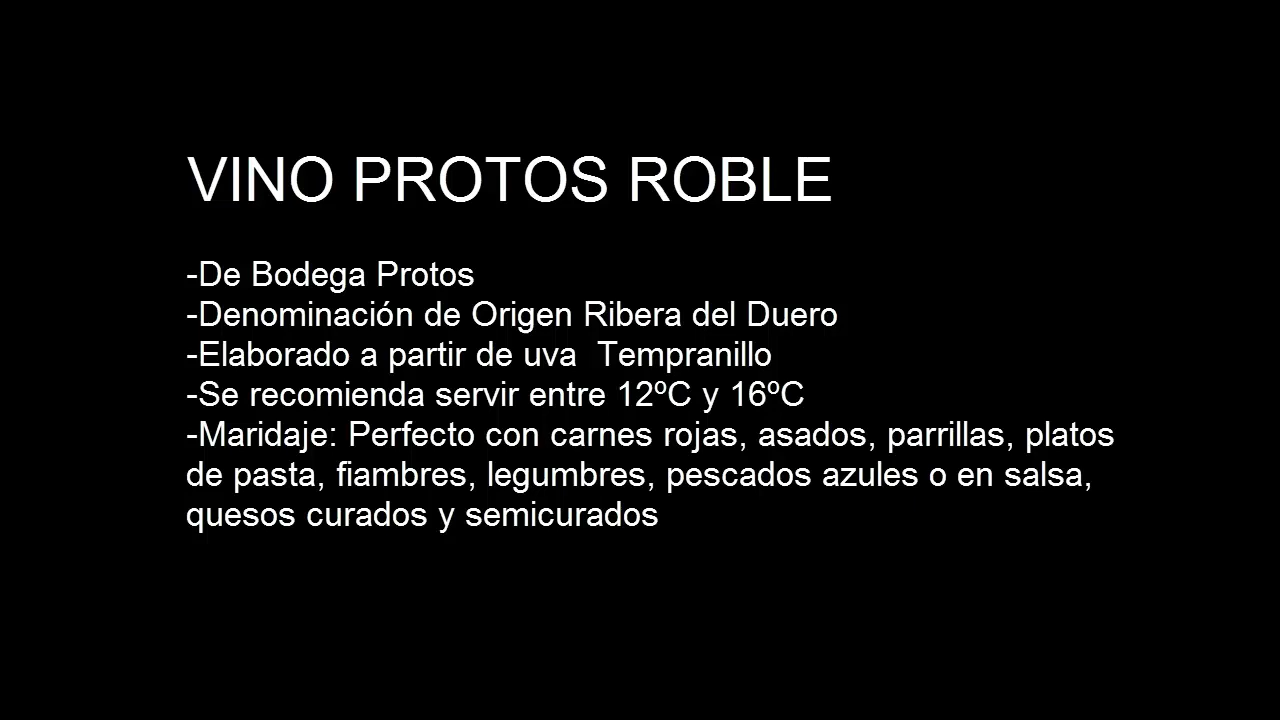 VINO PROTOS ROBLE
-De Bodega Protos
-Denominación de Origen Ribera del Duero
-Elaborado a partir de uva  Tempranillo
-Se recomienda servir entre 12ºC y 16ºC
-Maridaje: Perfecto con carnes rojas, asados, parrillas, platos
de pasta, fiambres, legumbres, pescados azules o en salsa,
quesos curados y semicurados